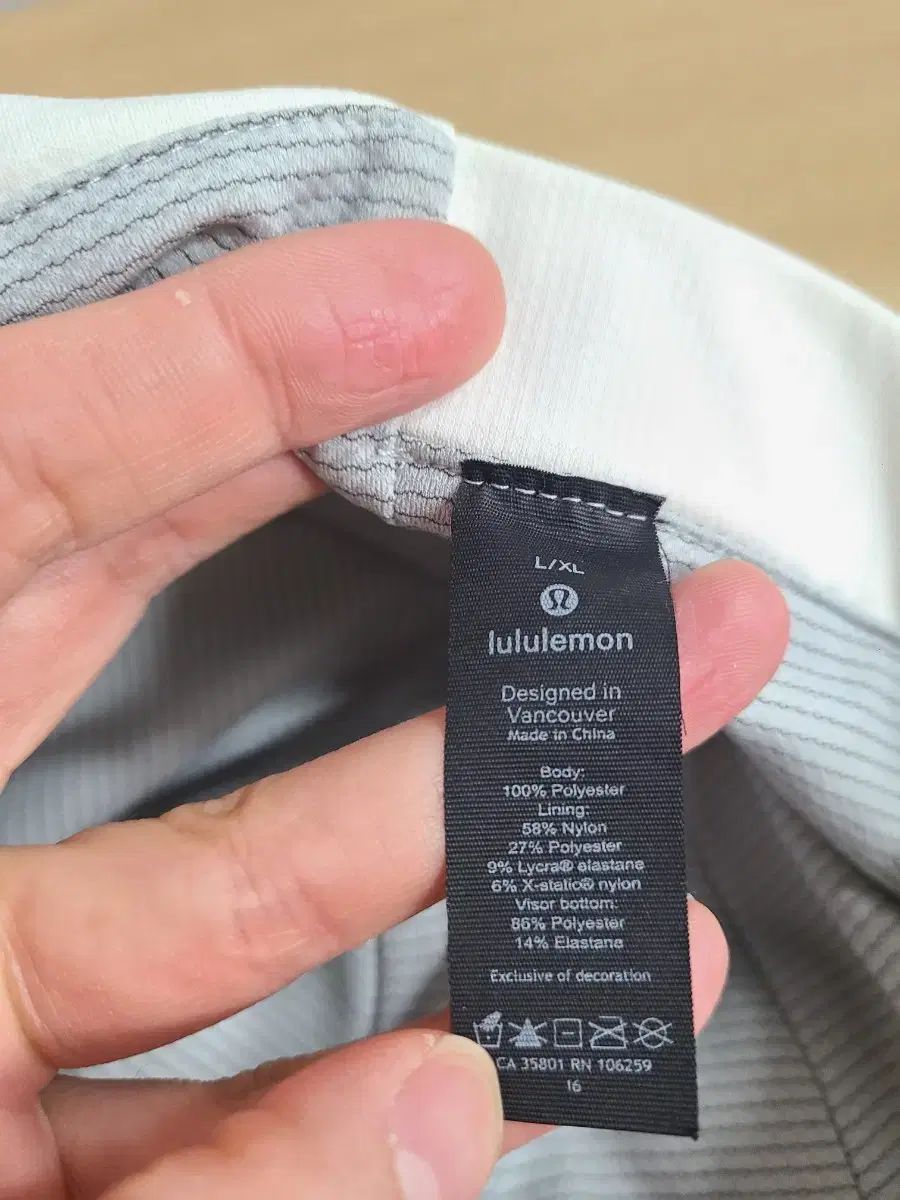 L/XL
lululemon
Designed in
Vancouver
Made in China
Body:
100% Polyester
Lining:
58% Nylon
27% Polyester
9% Lycra® elastane
6% X-static® nylon
Visor bottom:
86% Polyester
14% Elastane
Exclusive of decoration
CA 35801 RN 106259
16